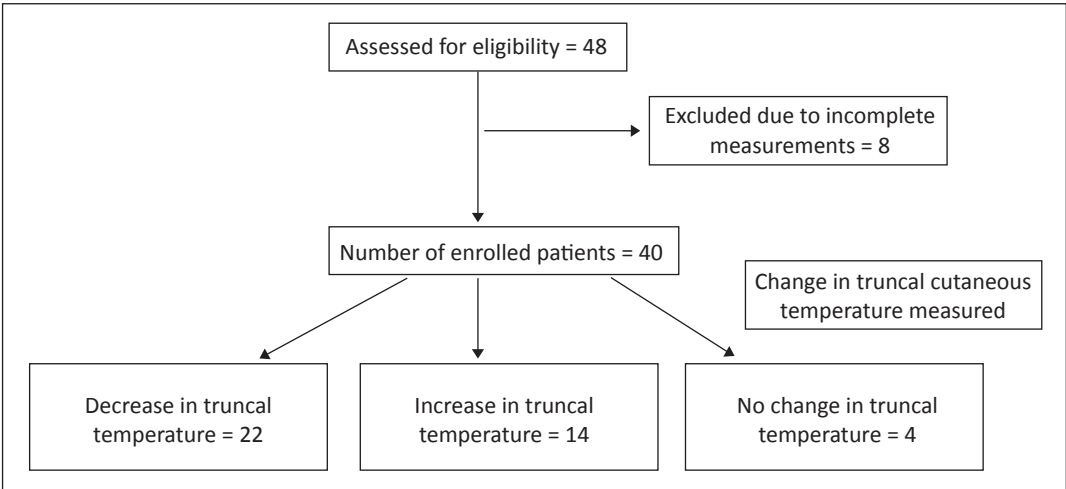 Assessed for eligibility = 48
Excluded due to incomplete
measurements = 8
Number of enrolled patients = 40
Change in truncal cutaneous
temperature measured
Decrease in truncal
temperature = 22
Increase in truncal
temperature = 14
No change in truncal
temperature = 4